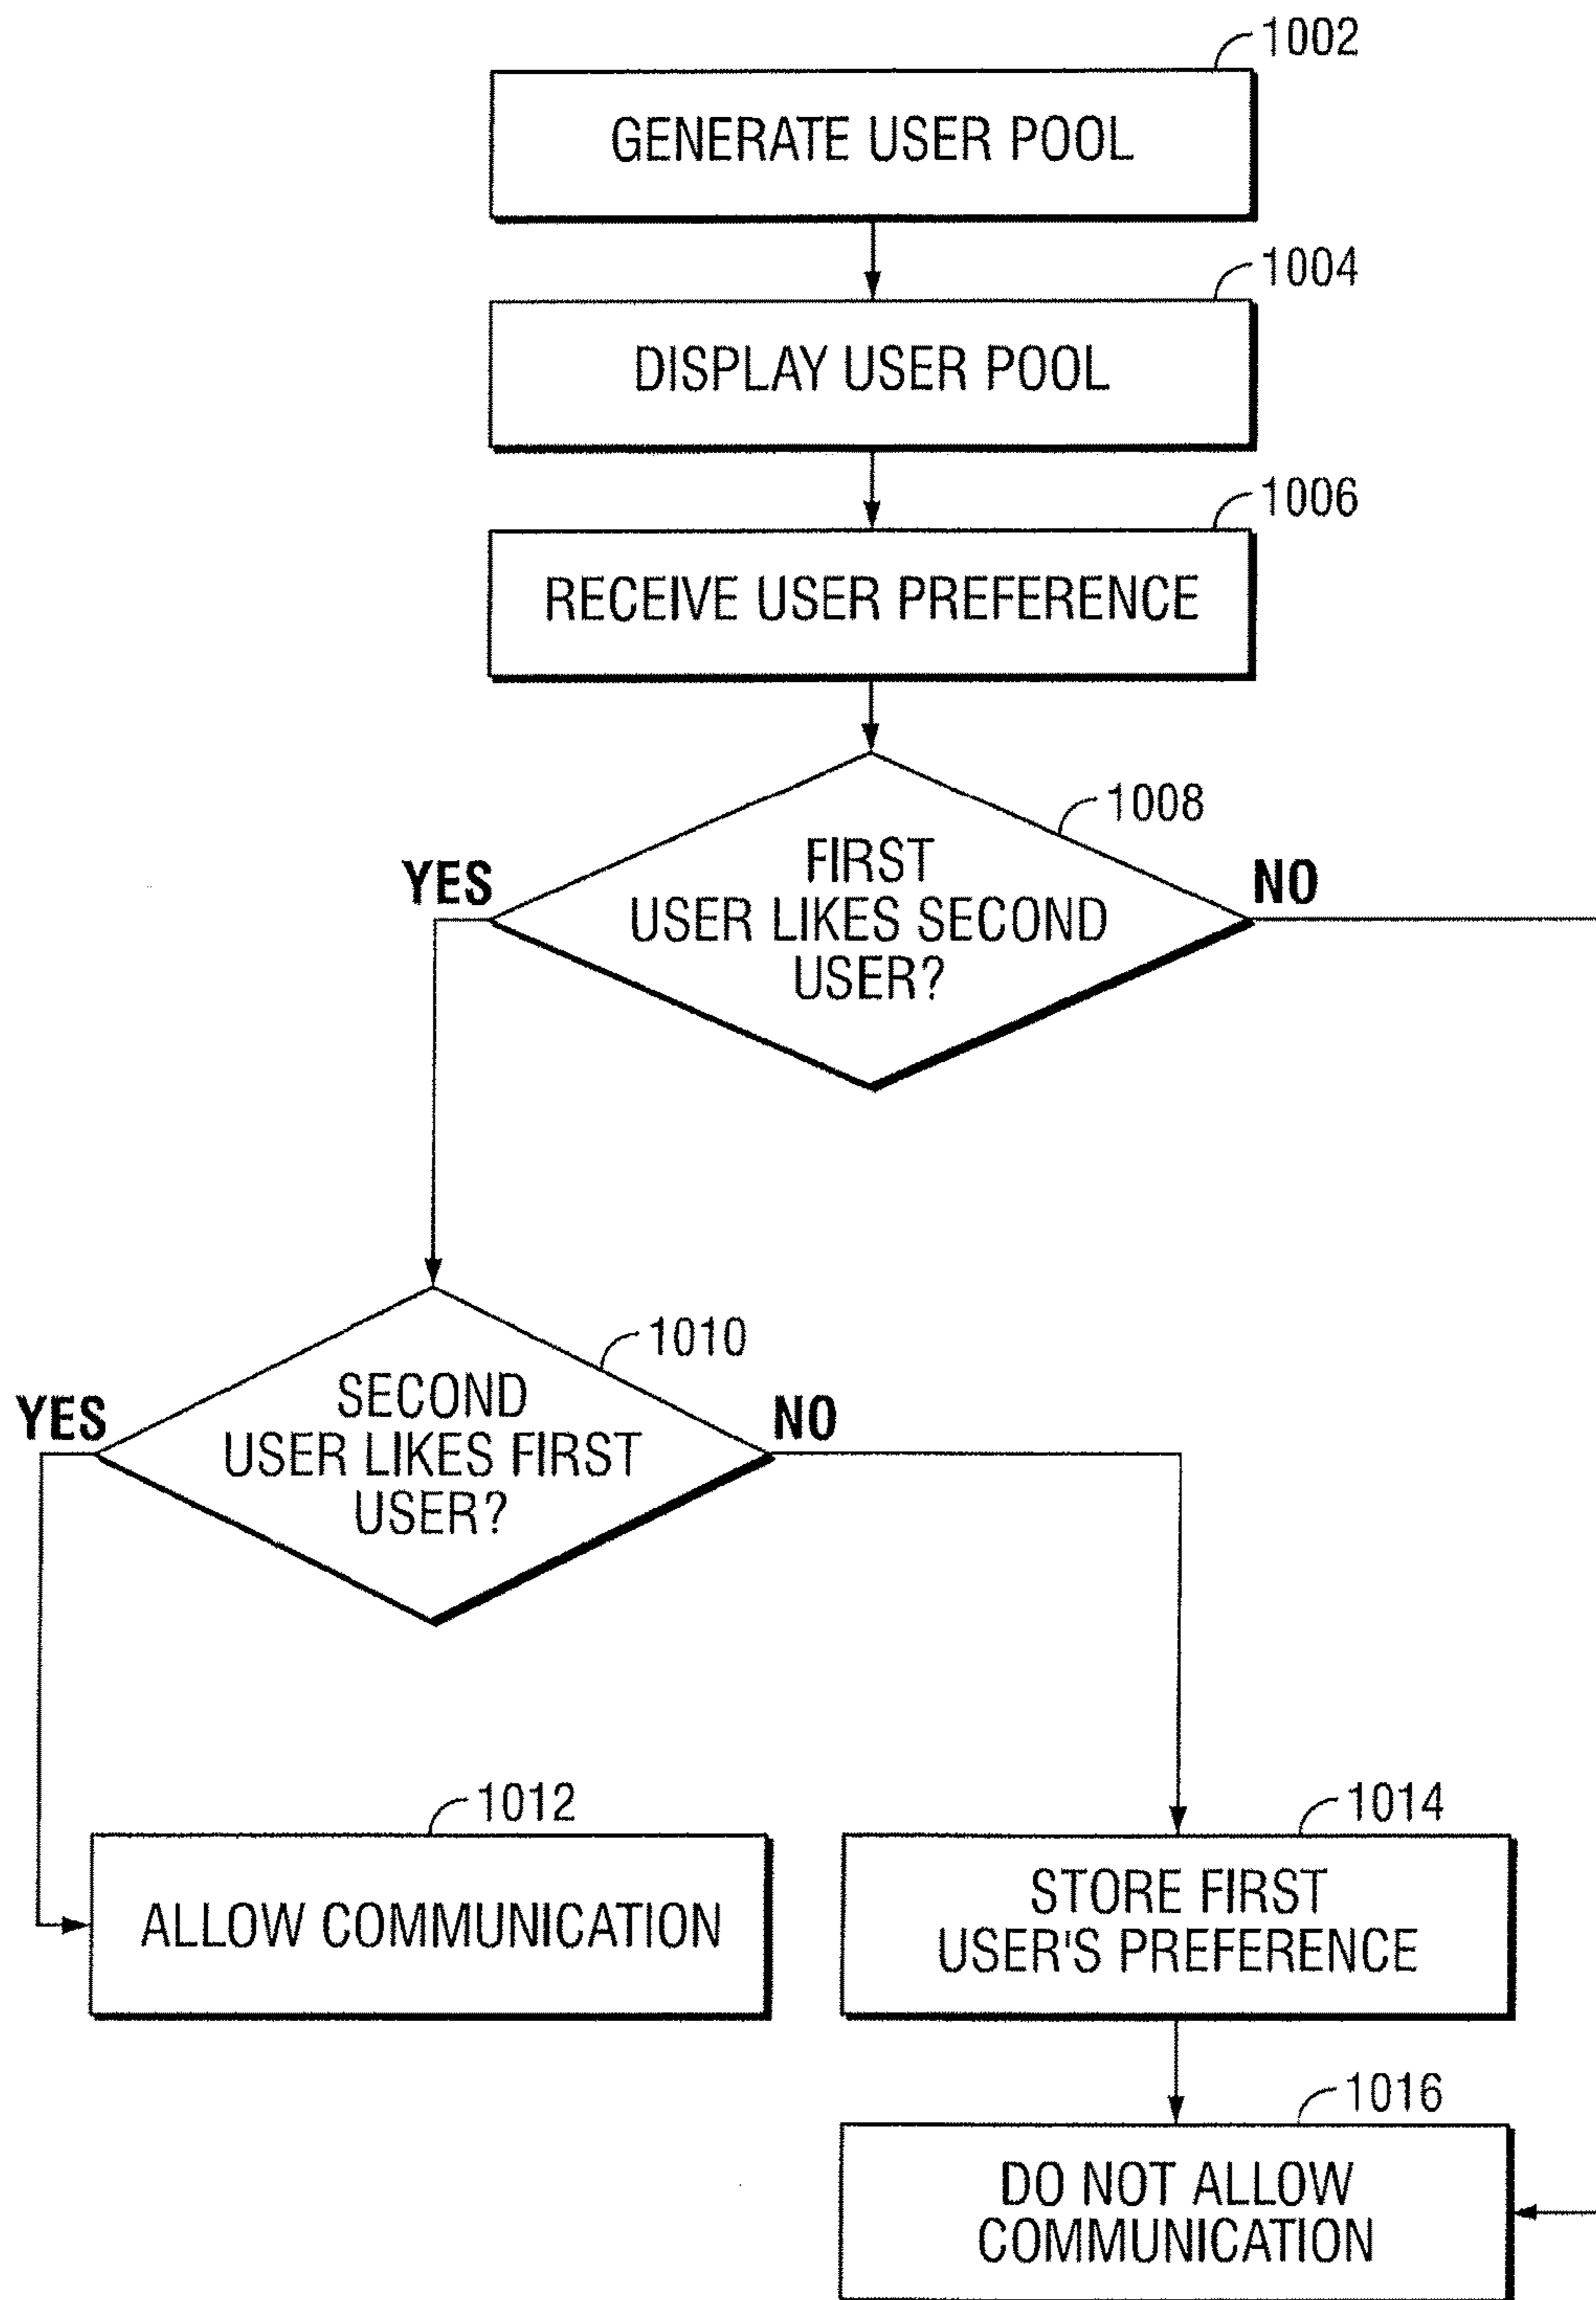 1002
GENERATE USER POOL
1004
DISPLAY USER POOL
1006
RECEIVE USER PREFERENCE
1008
FIRST
USER LIKES SECOND
USER?
YES
NO
1010
SECOND
USER LIKES FIRST
USER?
YES
NO
1012
ALLOW COMMUNICATION
1014
STORE FIRST
USER'S PREFERENCE
1016
DO NOT ALLOW
COMMUNICATION